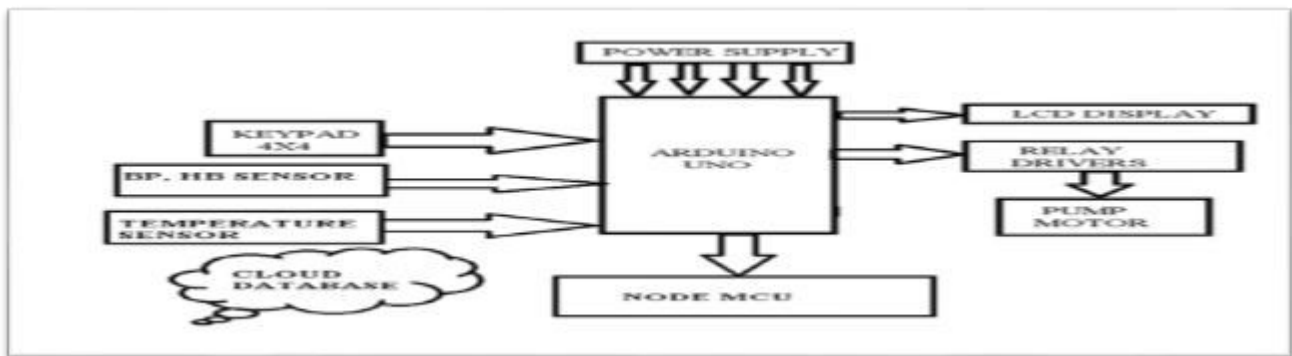 POWER SUPPLY
KEYPAD
4X4
BP, HB SENSOR
TEMPERATURE
SENSOR
CLOUD
DATABASE
ARDUINO
UNO
NODE MCU
LCD DISPLAY
RELAY
DRIVERS
PUMP
MOTOR